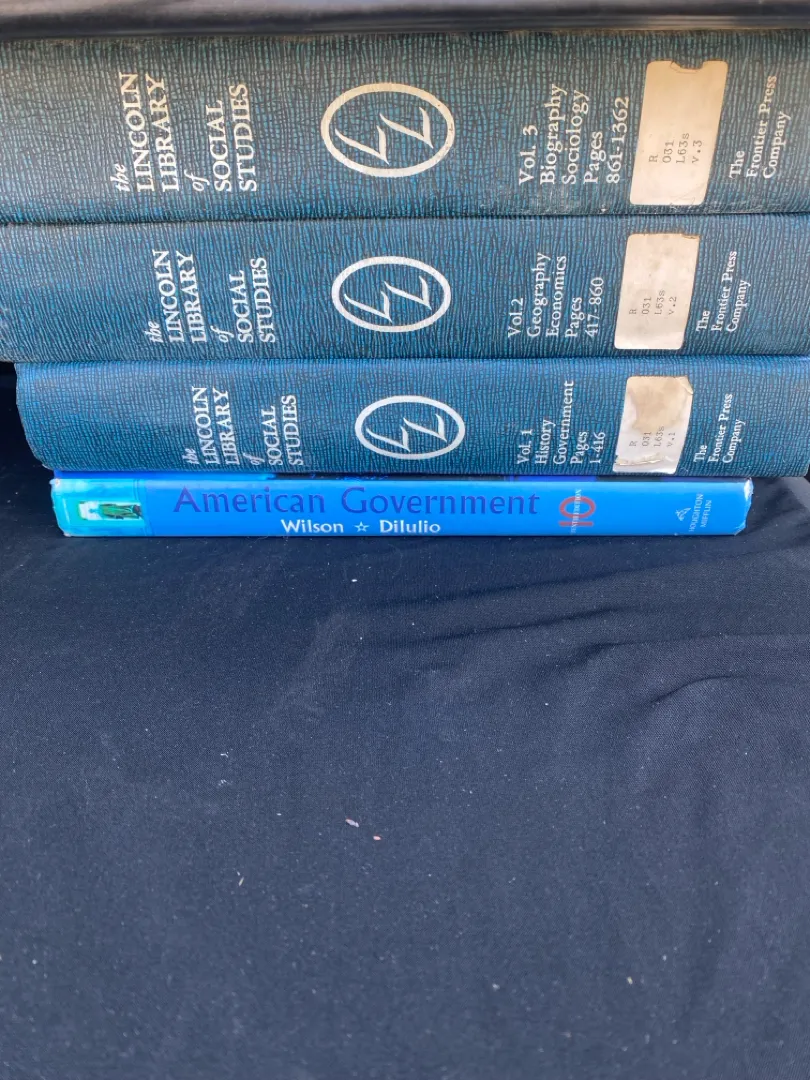 the
LINCOLN
LIBRARY
of
SOCIAL
STUDIES
Vol. 3
Biography
Sociology
Pages
861-1362
R
031
L63s
v.3
The
Frontier Press
Company
the
LINCOLN
LIBRARY
of
SOCIAL
STUDIES
Vol.2
Geography
Economics
Pages
417-860
R
031
L63s
v.2
The
Frontier Press
Company
the
LINCOLN
LIBRARY
of
SOCIAL
STUDIES
Vol. 1
History
Government
Pages
1-416
R
031
L63s
v.1
The
Frontier Press
Company
American Government
Wilson ☆ DiIulio
10
HOUGHTON
MIFFLIN